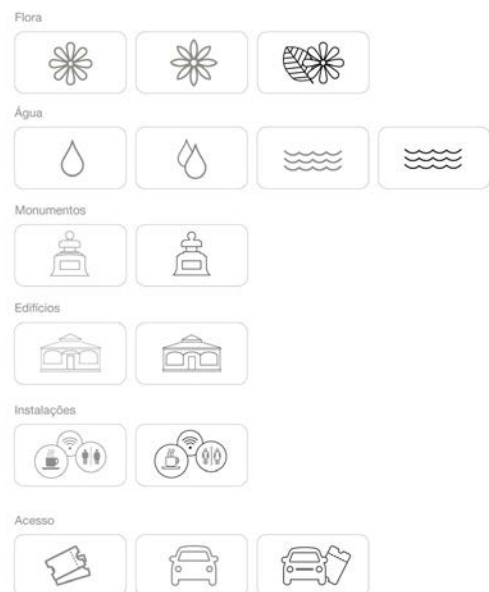 Flora
Água
Monumentos
Edifícios
Instalações
Acesso